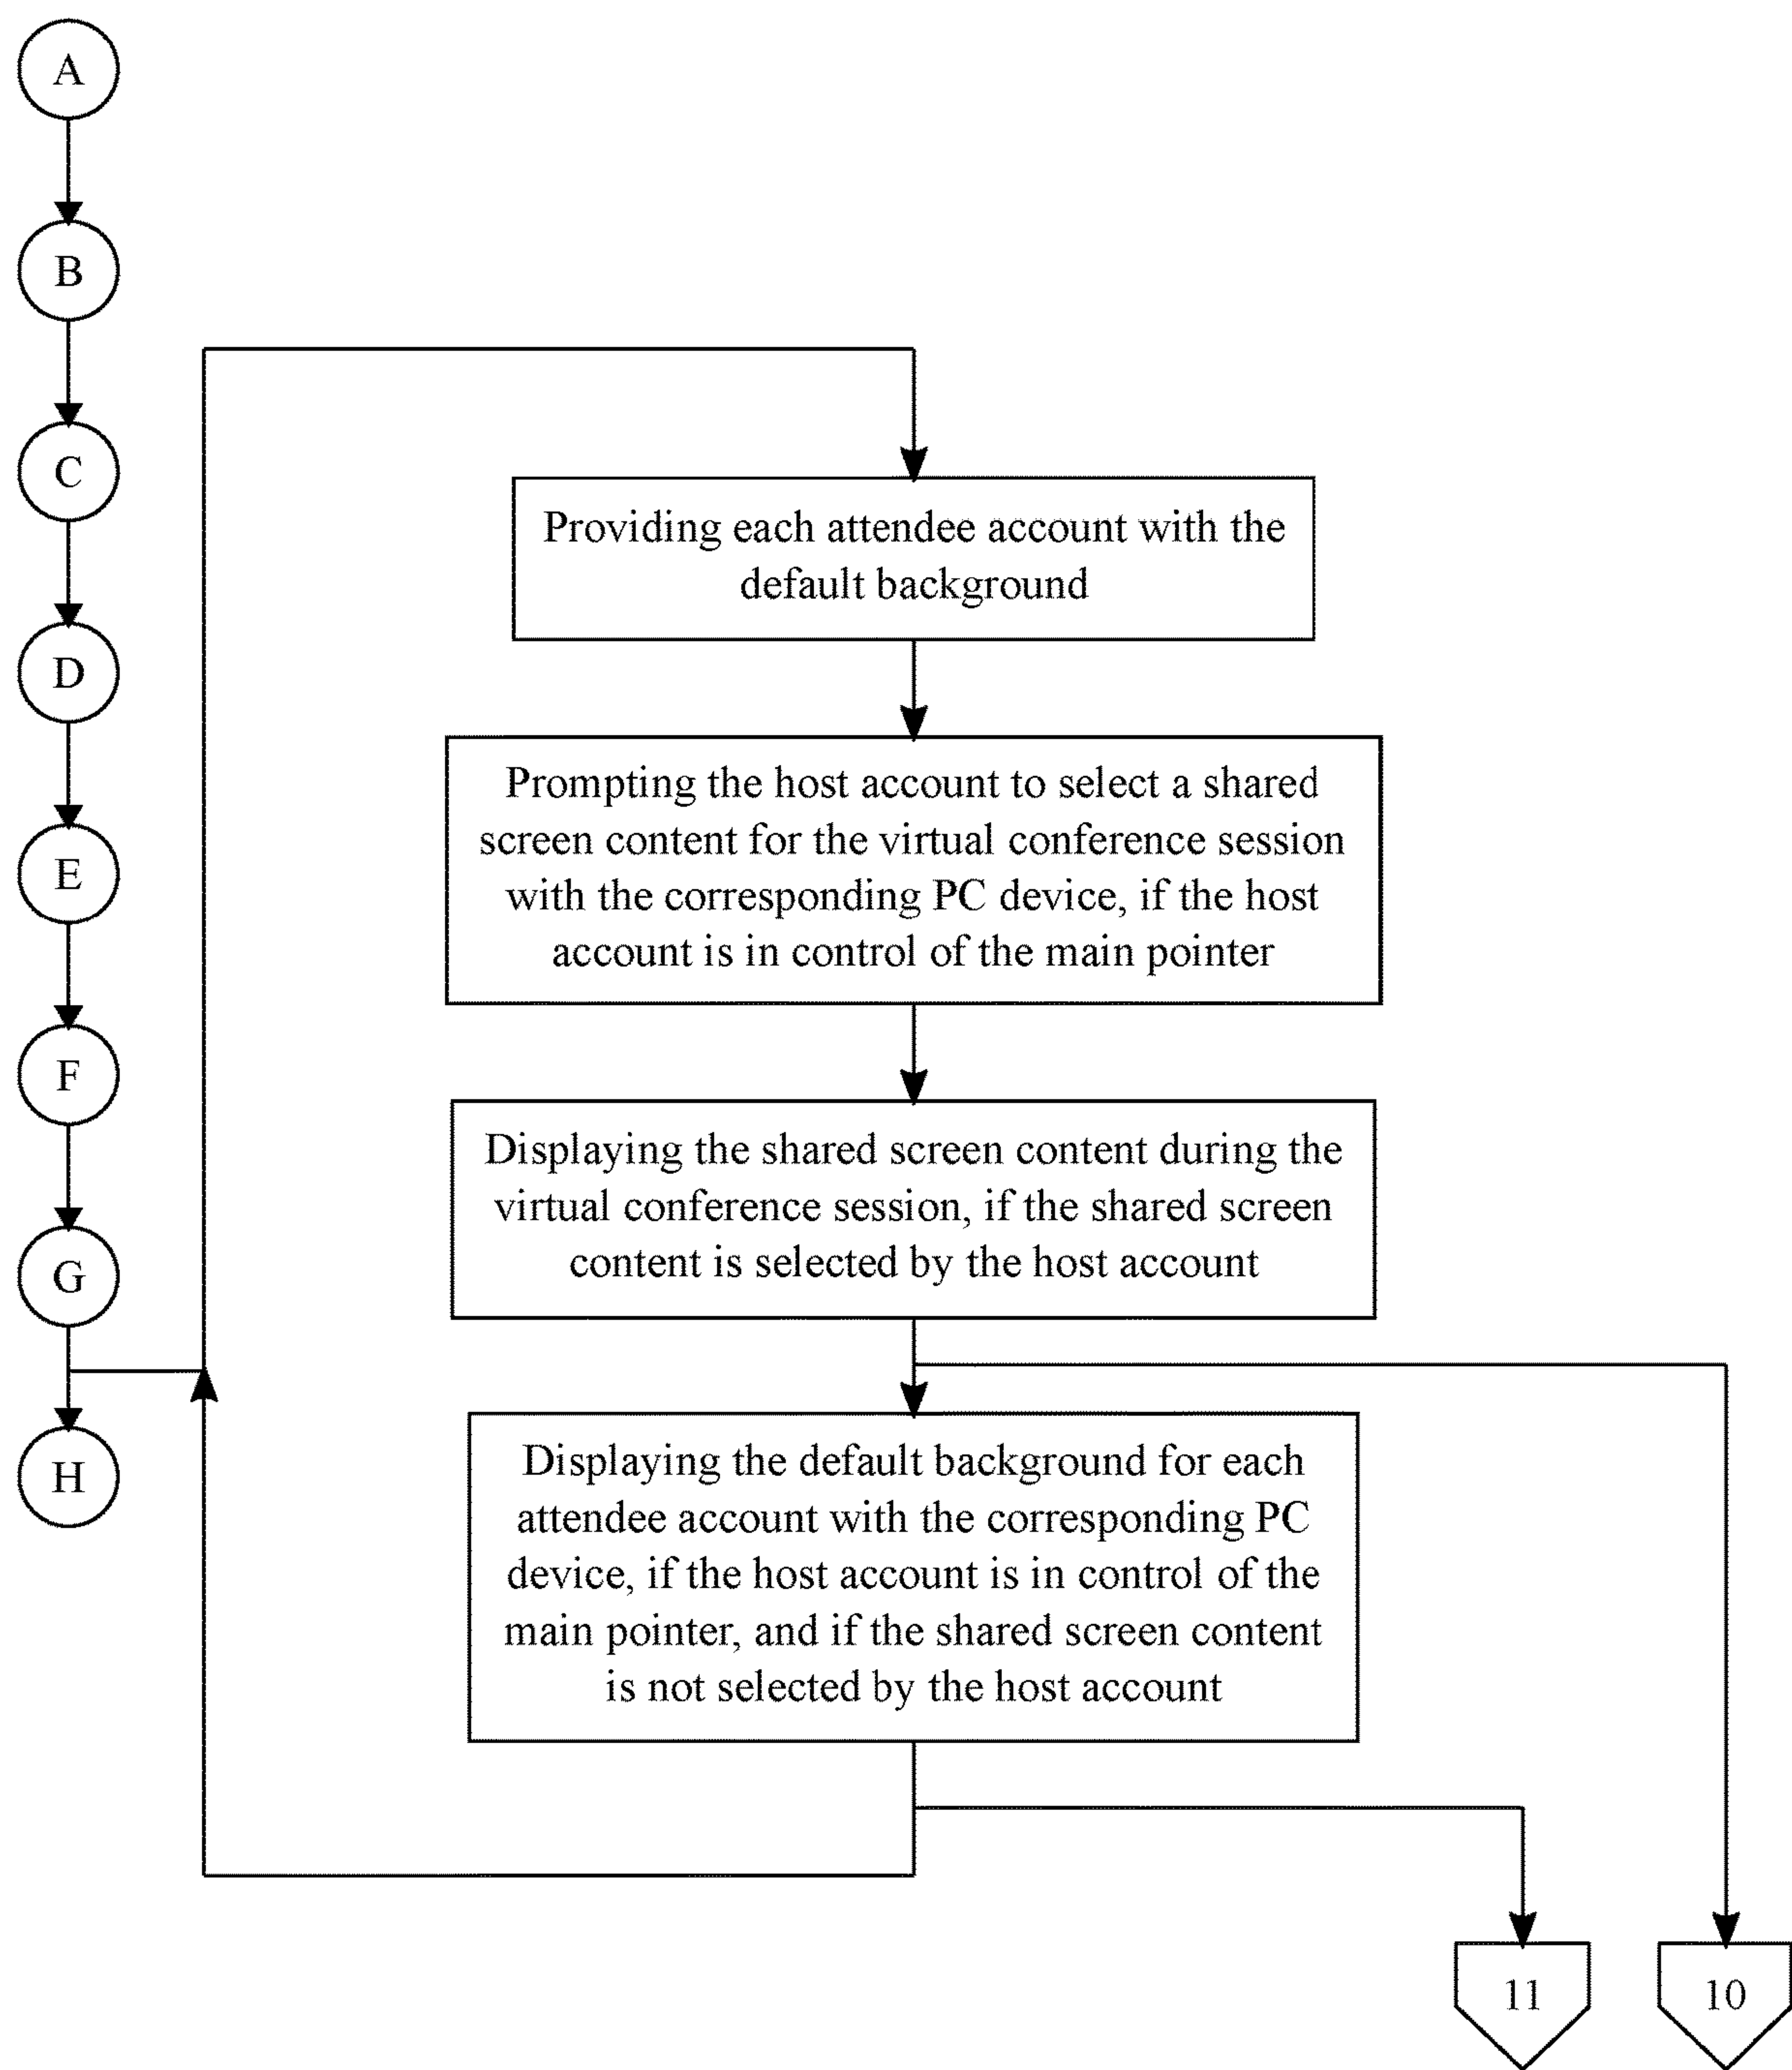 A
B
C
D
E
F
G
H
Providing each attendee account with the
default background
Prompting the host account to select a shared
screen content for the virtual conference session
with the corresponding PC device, if the host
account is in control of the main pointer
Displaying the shared screen content during the
virtual conference session, if the shared screen
content is selected by the host account
Displaying the default background for each
attendee account with the corresponding PC
device, if the host account is in control of the
main pointer, and if the shared screen content
is not selected by the host account
11
10